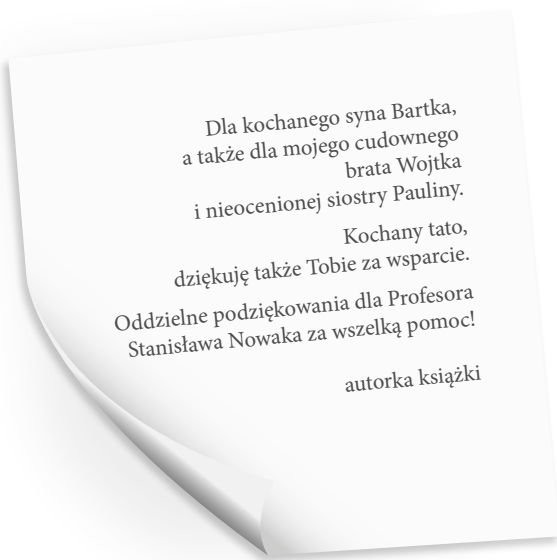 Dla kochanego syna Bartka,
a także dla mojego cudownego
brata Wojtka
i nieocenionej siostry Pauliny.
Kochany tato,
dziękuję także Tobie za wsparcie.
Oddzielne podziękowania dla Profesora
Stanisława Nowaka za wszelką pomoc!
autorka książki